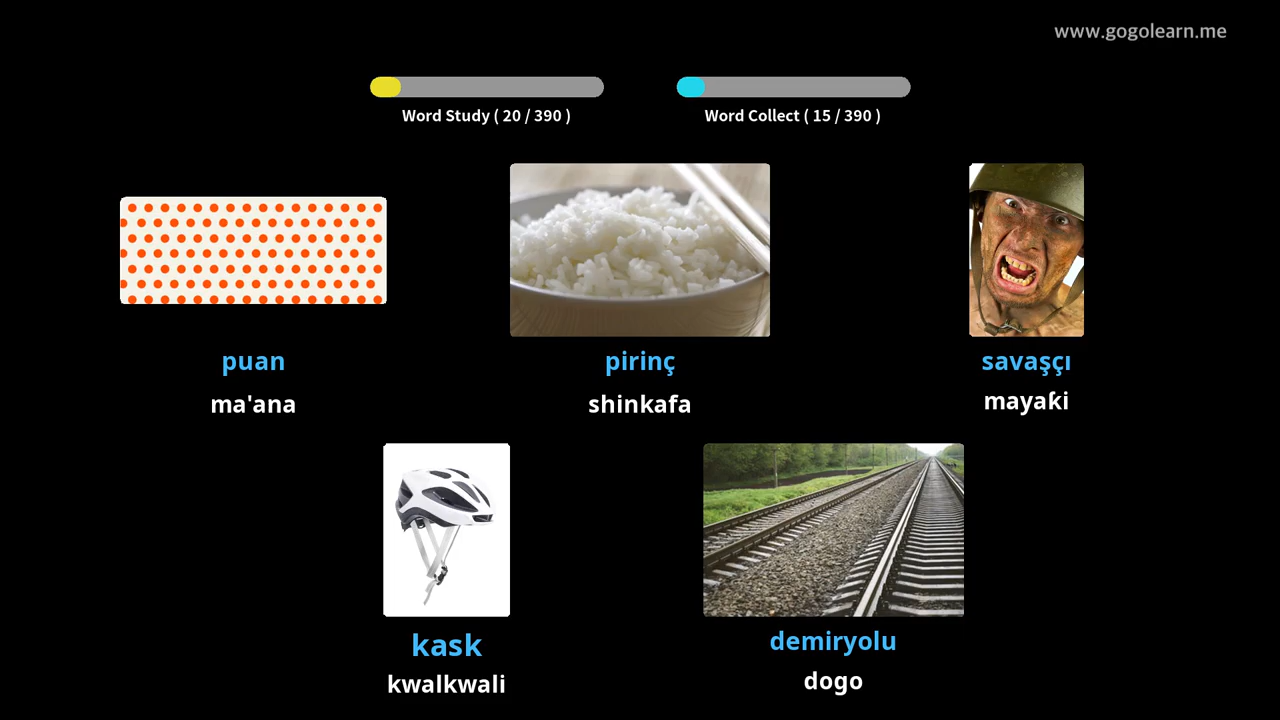 www.gogolearn.me
Word Study ( 20 / 390 )
Word Collect ( 15 / 390 )
puan
pirinç
savaşçı
ma'ana
shinkafa
mayaƙi
kask
demiryolu
kwalkwali
dogo